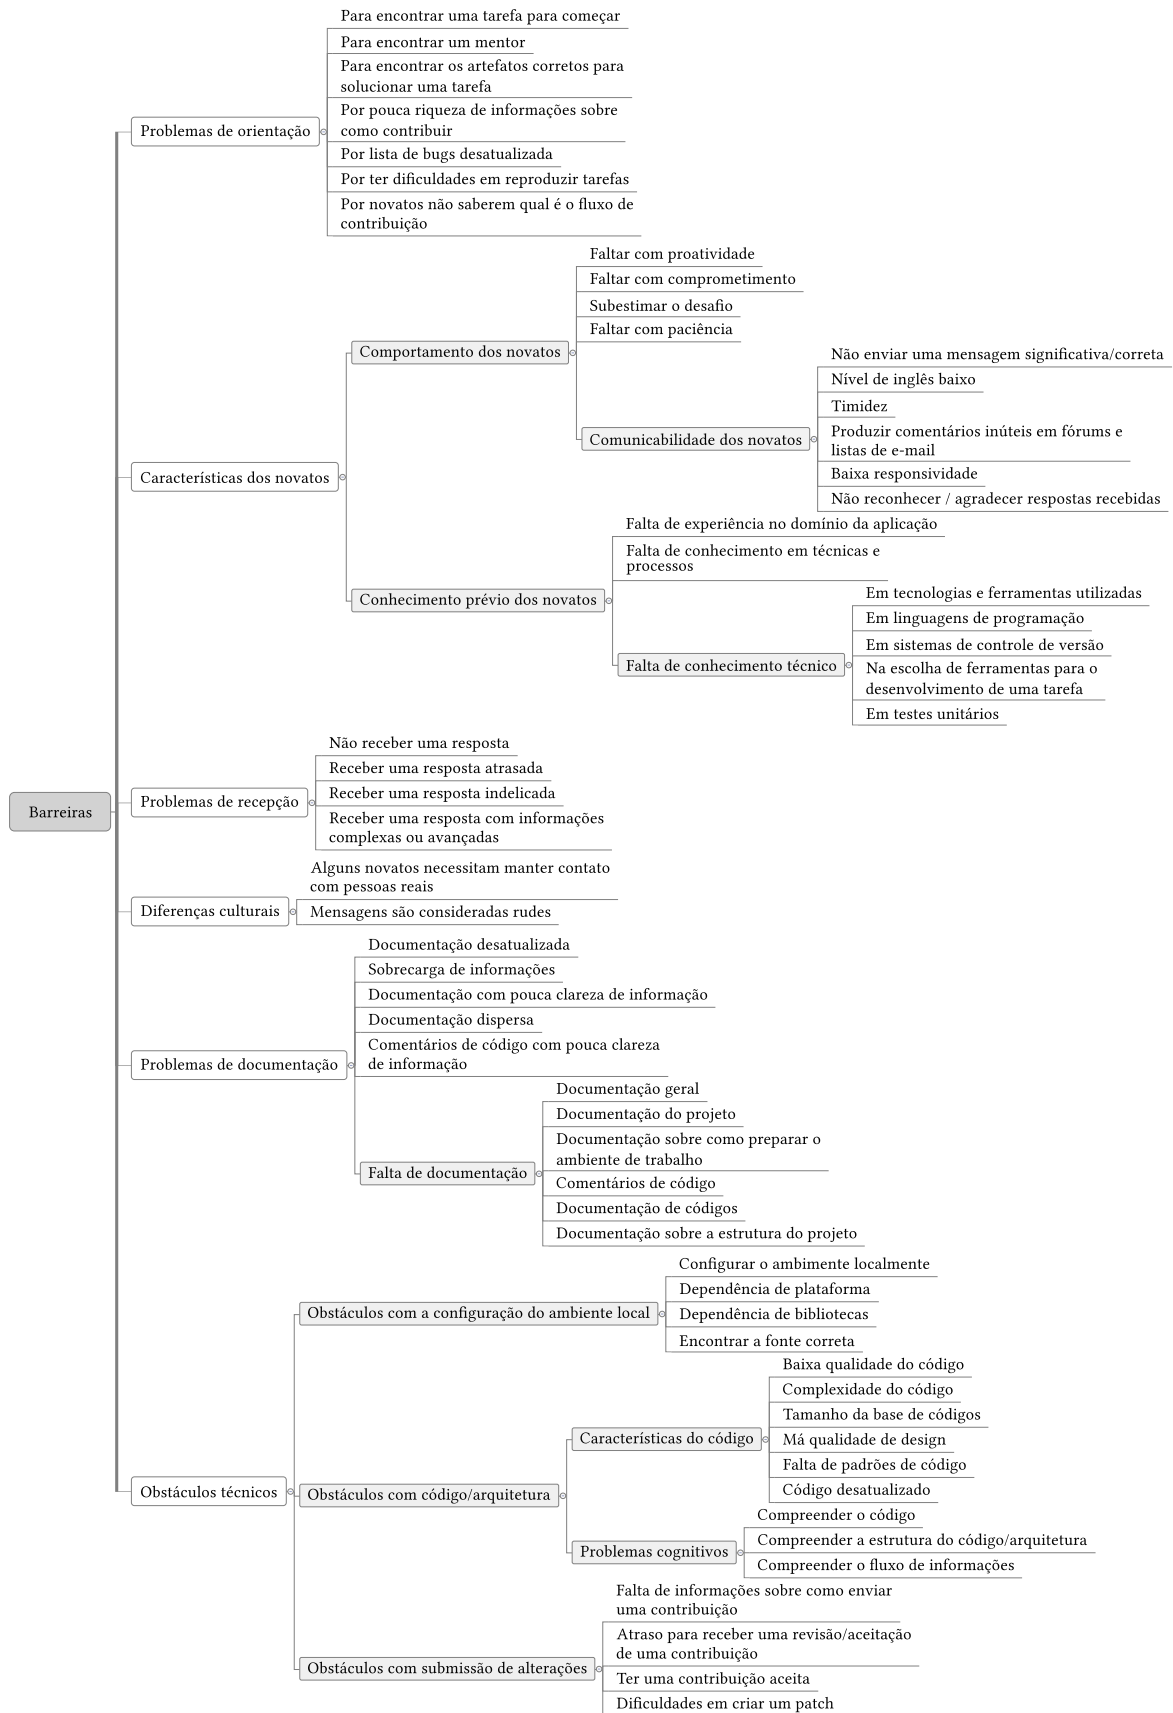 Para encontrar uma tarefa para começar
Para encontrar um mentor
Para encontrar os artefatos corretos para
solucionar uma tarefa
Por pouca riqueza de informações sobre
como contribuir
Problemas de orientação
Por lista de bugs desatualizada
Por ter dificuldades em reproduzir tarefas
Por novatos não saberem qual é o fluxo de
contribuição
Faltar com proatividade
Faltar com comprometimento
Subestimar o desafio
Faltar com paciência
Comportamento dos novatos
Não enviar uma mensagem significativa/correta
Nível de inglês baixo
Timidez
Produzir comentários inúteis em fóruns e
listas de e-mail
Comunicabilidade dos novatos
Baixa responsividade
Não reconhecer / agradecer respostas recebidas
Características dos novatos
Falta de experiência no domínio da aplicação
Falta de conhecimento em técnicas e
processos
Conhecimento prévio dos novatos
Em tecnologias e ferramentas utilizadas
Em linguagens de programação
Em sistemas de controle de versão
Falta de conhecimento técnico
Na escolha de ferramentas para o
desenvolvimento de uma tarefa
Em testes unitários
Não receber uma resposta
Receber uma resposta atrasada
Receber uma resposta indelicada
Problemas de recepção
Receber uma resposta com informações
complexas ou avançadas
Barreiras
Alguns novatos necessitam manter contato
com pessoas reais
Diferenças culturais
Mensagens são consideradas rudes
Documentação desatualizada
Sobrecarga de informações
Documentação com pouca clareza de informação
Documentação dispersa
Comentários de código com pouca clareza
de informação
Problemas de documentação
Documentação geral
Documentação do projeto
Documentação sobre como preparar o
ambiente de trabalho
Falta de documentação
Comentários de código
Documentação de códigos
Documentação sobre a estrutura do projeto
Configurar o ambimente localmente
Dependência de plataforma
Obstáculos com a configuração do ambiente local
Dependência de bibliotecas
Encontrar a fonte correta
Baixa qualidade do código
Complexidade do código
Tamanho da base de códigos
Características do código
Má qualidade de design
Falta de padrões de código
Código desatualizado
Obstáculos técnicos
Obstáculos com código/arquitetura
Compreender o código
Compreender a estrutura do código/arquitetura
Problemas cognitivos
Compreender o fluxo de informações
Falta de informações sobre como enviar
uma contribuição
Atraso para receber uma revisão/aceitação
de uma contribuição
Obstáculos com submissão de alterações
Ter uma contribuição aceita
Dificuldades em criar um patch